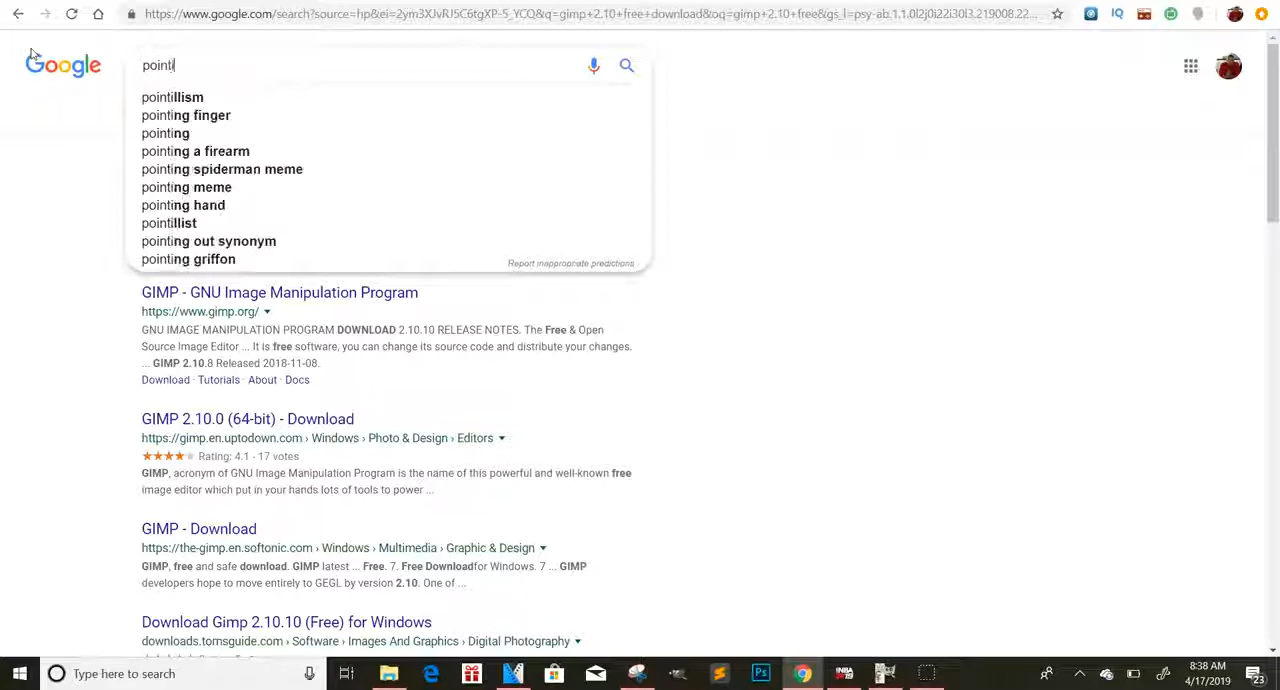 https://www.google.com/search?source=hp&ei=2ym3XJvRJ5C6tgXP-5_YCQ&q=gimp+2.10+free+download&oq=gimp+2.10+free&gs_l=psy-ab.1.1.0l2j0i22i30l3.219008.22...
IQ
Google
pointi
pointillism
pointing finger
pointing
pointing a firearm
pointing spiderman meme
pointing meme
pointing hand
pointillist
pointing out synonym
pointing griffon
Report inappropriate predictions
GIMP - GNU Image Manipulation Program
https://www.gimp.org/
GNU IMAGE MANIPULATION PROGRAM DOWNLOAD 2.10.10 RELEASE NOTES. The Free & Open
Source Image Editor ... It is free software, you can change its source code and distribute your changes.
... GIMP 2.10.8 Released 2018-11-08.
Download · Tutorials · About · Docs
GIMP 2.10.0 (64-bit) - Download
https://gimp.en.uptodown.com › Windows › Photo & Design › Editors
Rating: 4.1 - 17 votes
GIMP, acronym of GNU Image Manipulation Program is the name of this powerful and well-known free
image editor which put in your hands lots of tools to power ...
GIMP - Download
https://the-gimp.en.softonic.com › Windows › Multimedia › Graphic & Design
GIMP, free and safe download. GIMP latest ... Free. 7. Free Downloadfor Windows. 7 ... GIMP
developers hope to move entirely to GEGL by version 2.10. One of ...
Download Gimp 2.10.10 (Free) for Windows
downloads.tomsguide.com › Software › Images And Graphics › Digital Photography
Type here to search
Ps
8:38 AM
4/17/2019
23